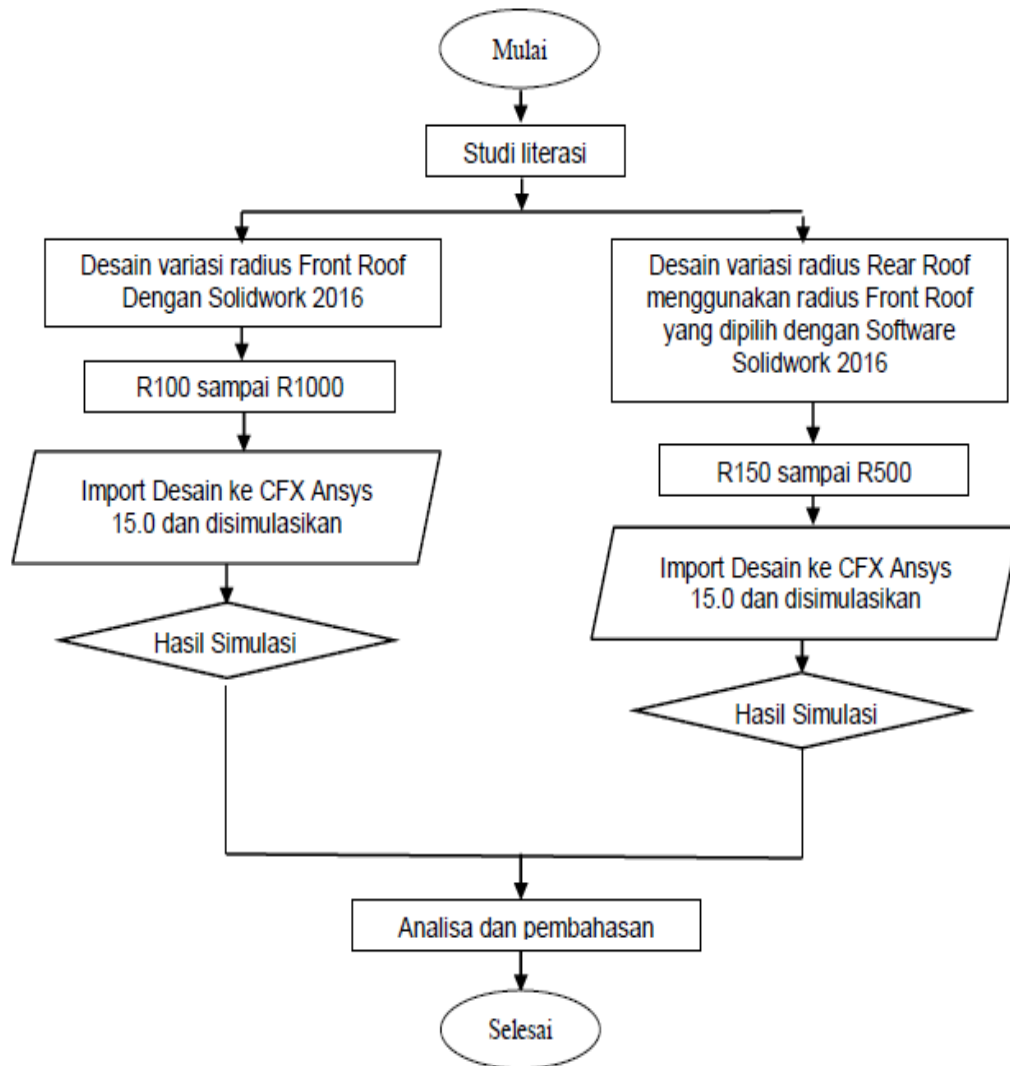 Mulai
Studi literasi
Desain variasi radius Front Roof
Dengan Solidwork 2016
R100 sampai R1000
Import Desain ke CFX Ansys
15.0 dan disimulasikan
Hasil Simulasi
Desain variasi radius Rear Roof
menggunakan radius Front Roof
yang dipilih dengan Software
Solidwork 2016
R150 sampai R500
Import Desain ke CFX Ansys
15.0 dan disimulasikan
Hasil Simulasi
Analisa dan pembahasan
Selesai